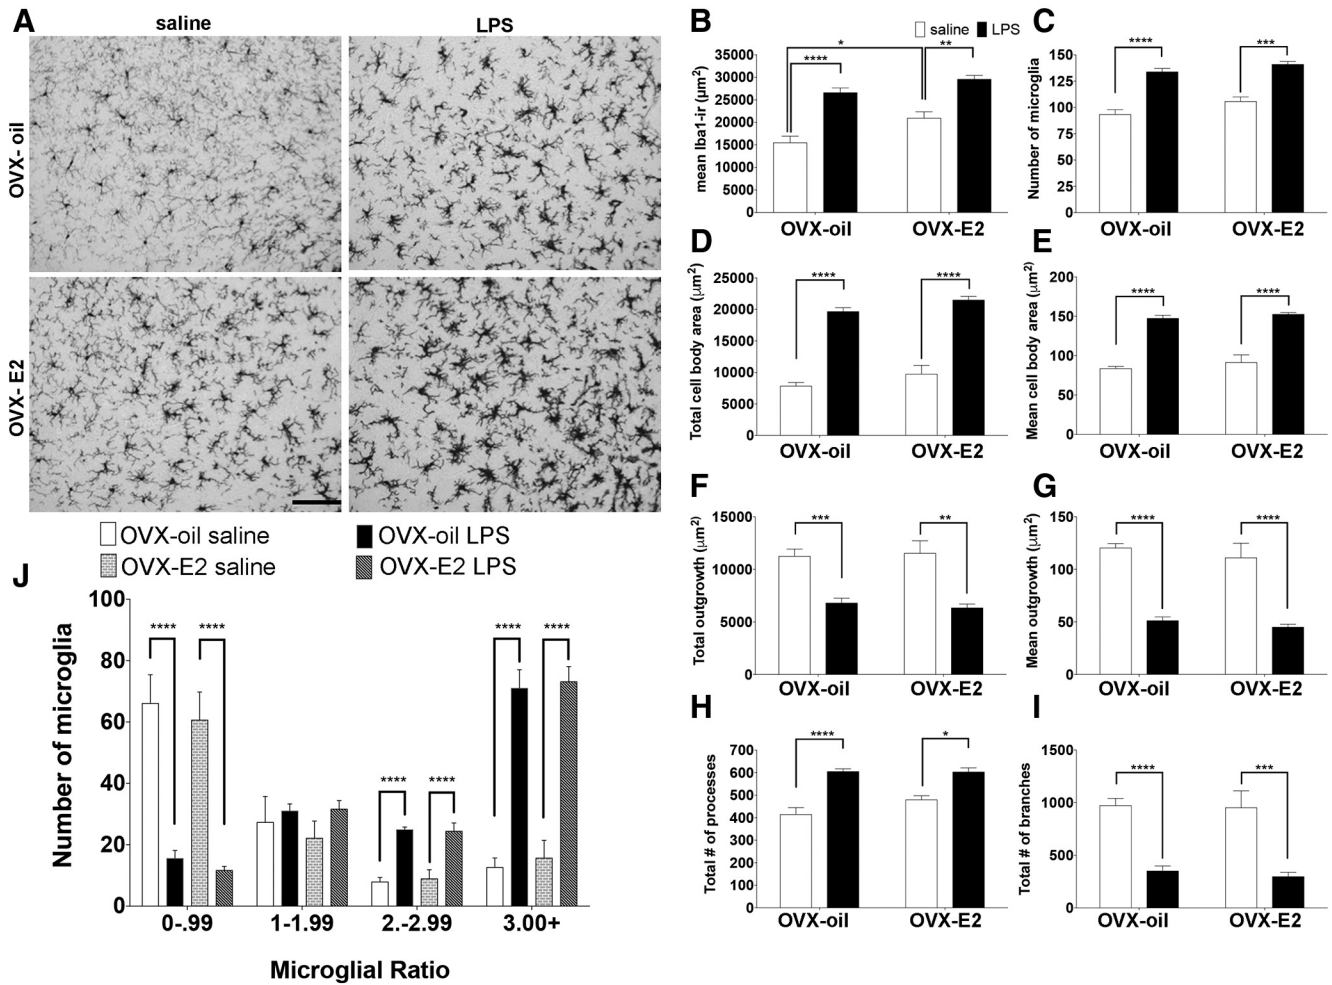 A
saline
LPS
OVX- oil
OVX- E2
OVX-oil saline
OVX-oil LPS
OVX-E2 saline
OVX-E2 LPS
B
saline
LPS
mean Iba1-ir (µm2)
35000
30000
25000
20000
15000
10000
5000
0
*
****
**
OVX-oil
OVX-E2
C
Number of microglia
150
125
100
75
50
25
0
****
***
OVX-oil
OVX-E2
D
Total cell body area (µm2)
25000
20000
15000
10000
5000
0
****
****
OVX-oil
OVX-E2
E
Mean cell body area (µm2)
200
150
100
50
0
****
****
OVX-oil
OVX-E2
F
Total outgrowth (µm2)
15000
10000
5000
0
***
**
OVX-oil
OVX-E2
G
Mean outgrowth (µm2)
150
100
50
0
****
****
OVX-oil
OVX-E2
H
Total # of processes
700
600
500
400
300
200
100
0
****
*
OVX-oil
OVX-E2
I
Total # of branches
1500
1000
500
0
****
***
OVX-oil
OVX-E2
J
Number of microglia
100
80
60
40
20
0
****
****
****
****
****
****
0-.99
1-1.99
2.-2.99
3.00+
Microglial Ratio